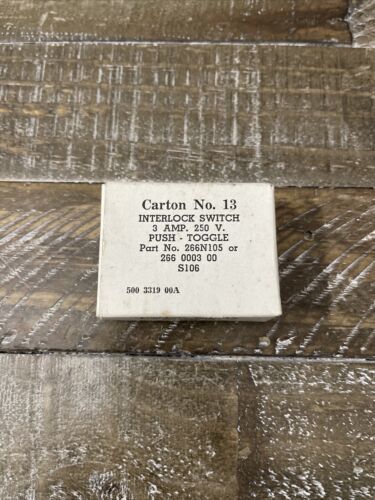 Carton No. 13
INTERLOCK SWITCH
3 AMP. 250 V.
PUSH - TOGGLE
Part No. 266N105 or
266 0003 00
S106
500 3319 00A